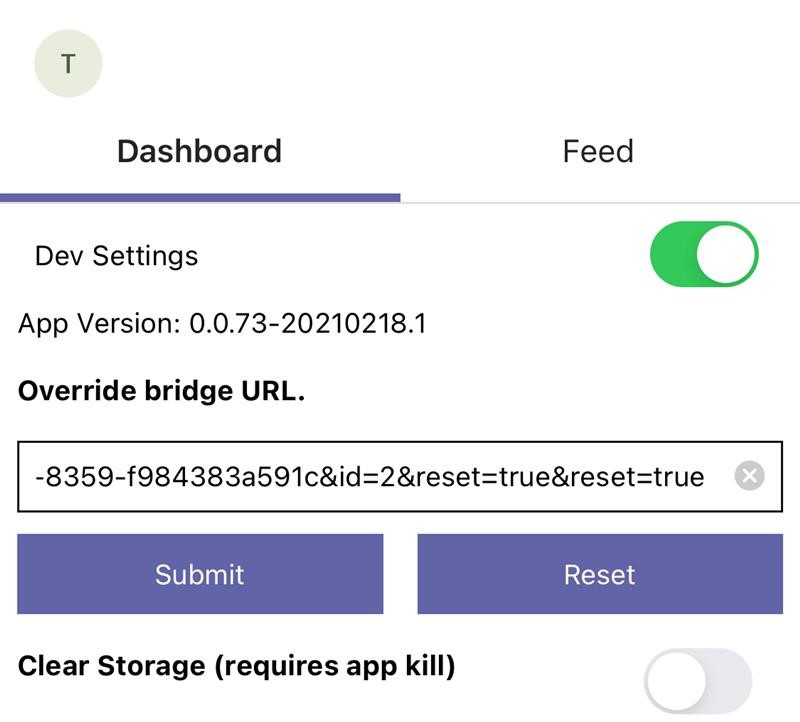 T
Dashboard Feed
Dev Settings
App Version: 0.0.73-20210218.1
Override bridge URL.
-8359-f984383a591c&id=2&reset=true&reset=true
Submit Reset
Clear Storage (requires app kill)